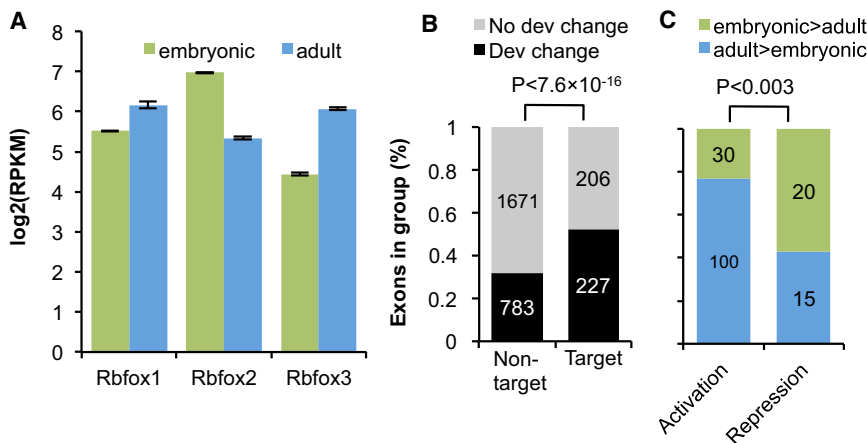 A
embryonic adult
log2(RPKM)
8
7
6
5
4
3
2
1
0
Rbfox1 Rbfox2 Rbfox3
B
No dev change
Dev change
P<7.6×10-16
Exons in group (%)
1
0.8
0.6
0.4
0.2
0
1671
206
783
227
Non-
target
Target
C
embryonic>adult
adult>embryonic
P<0.003
30
20
100
15
Activation
Repression